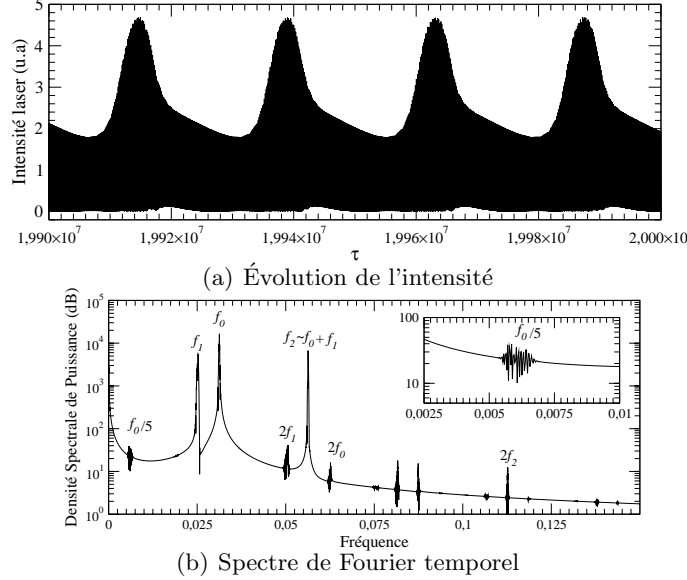 5
4
3
2
1
0
Intensité laser (u.a)
1,990×10⁷ 1,992×10⁷ 1,994×10⁷ 1,996×10⁷ 1,998×10⁷ 2,000×10⁷
τ
(a) Évolution de l'intensité
Densité Spectrale de Puissance (dB)
10⁵
10⁴
10³
10²
10¹
10⁰
f₀/5
f₁
f₀
f₂~f₀+f₁
2f₁
2f₀
2f₂
100
10
f₀/5
0,0025 0,005 0,0075 0,01
0 0,025 0,05 0,075 0,1 0,125
Fréquence
(b) Spectre de Fourier temporel